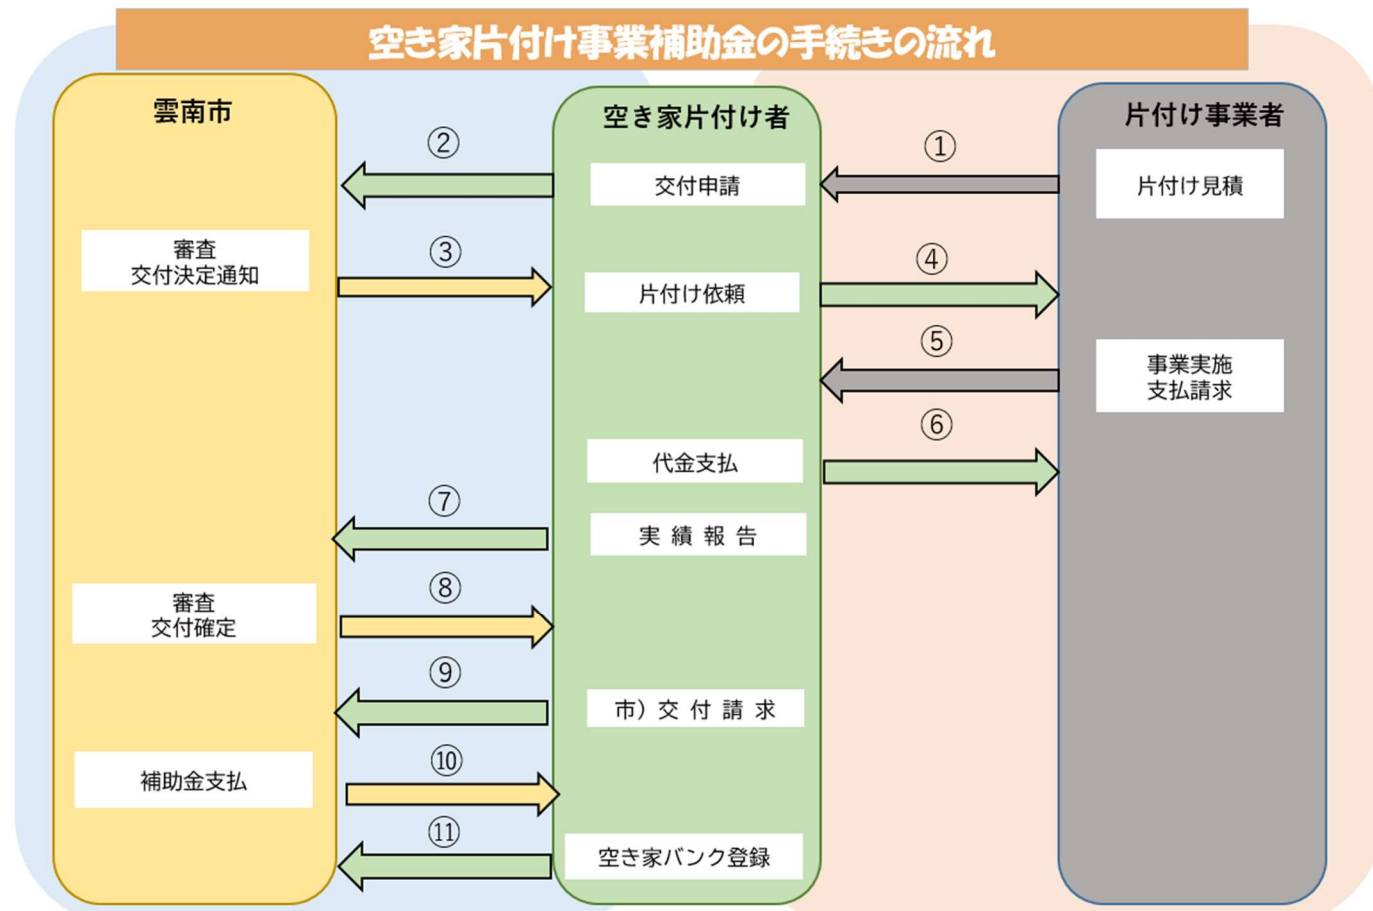 空き家片付け事業補助金の手続きの流れ
雲南市
空き家片付け者
片付け事業者
②
①
交付申請
片付け見積
審査
交付決定通知
③
④
片付け依頼
⑤
事業実施
支払請求
⑥
代金支払
⑦
実績報告
審査
交付確定
⑧
⑨
市）交付請求
補助金支払
⑩
⑪
空き家バンク登録